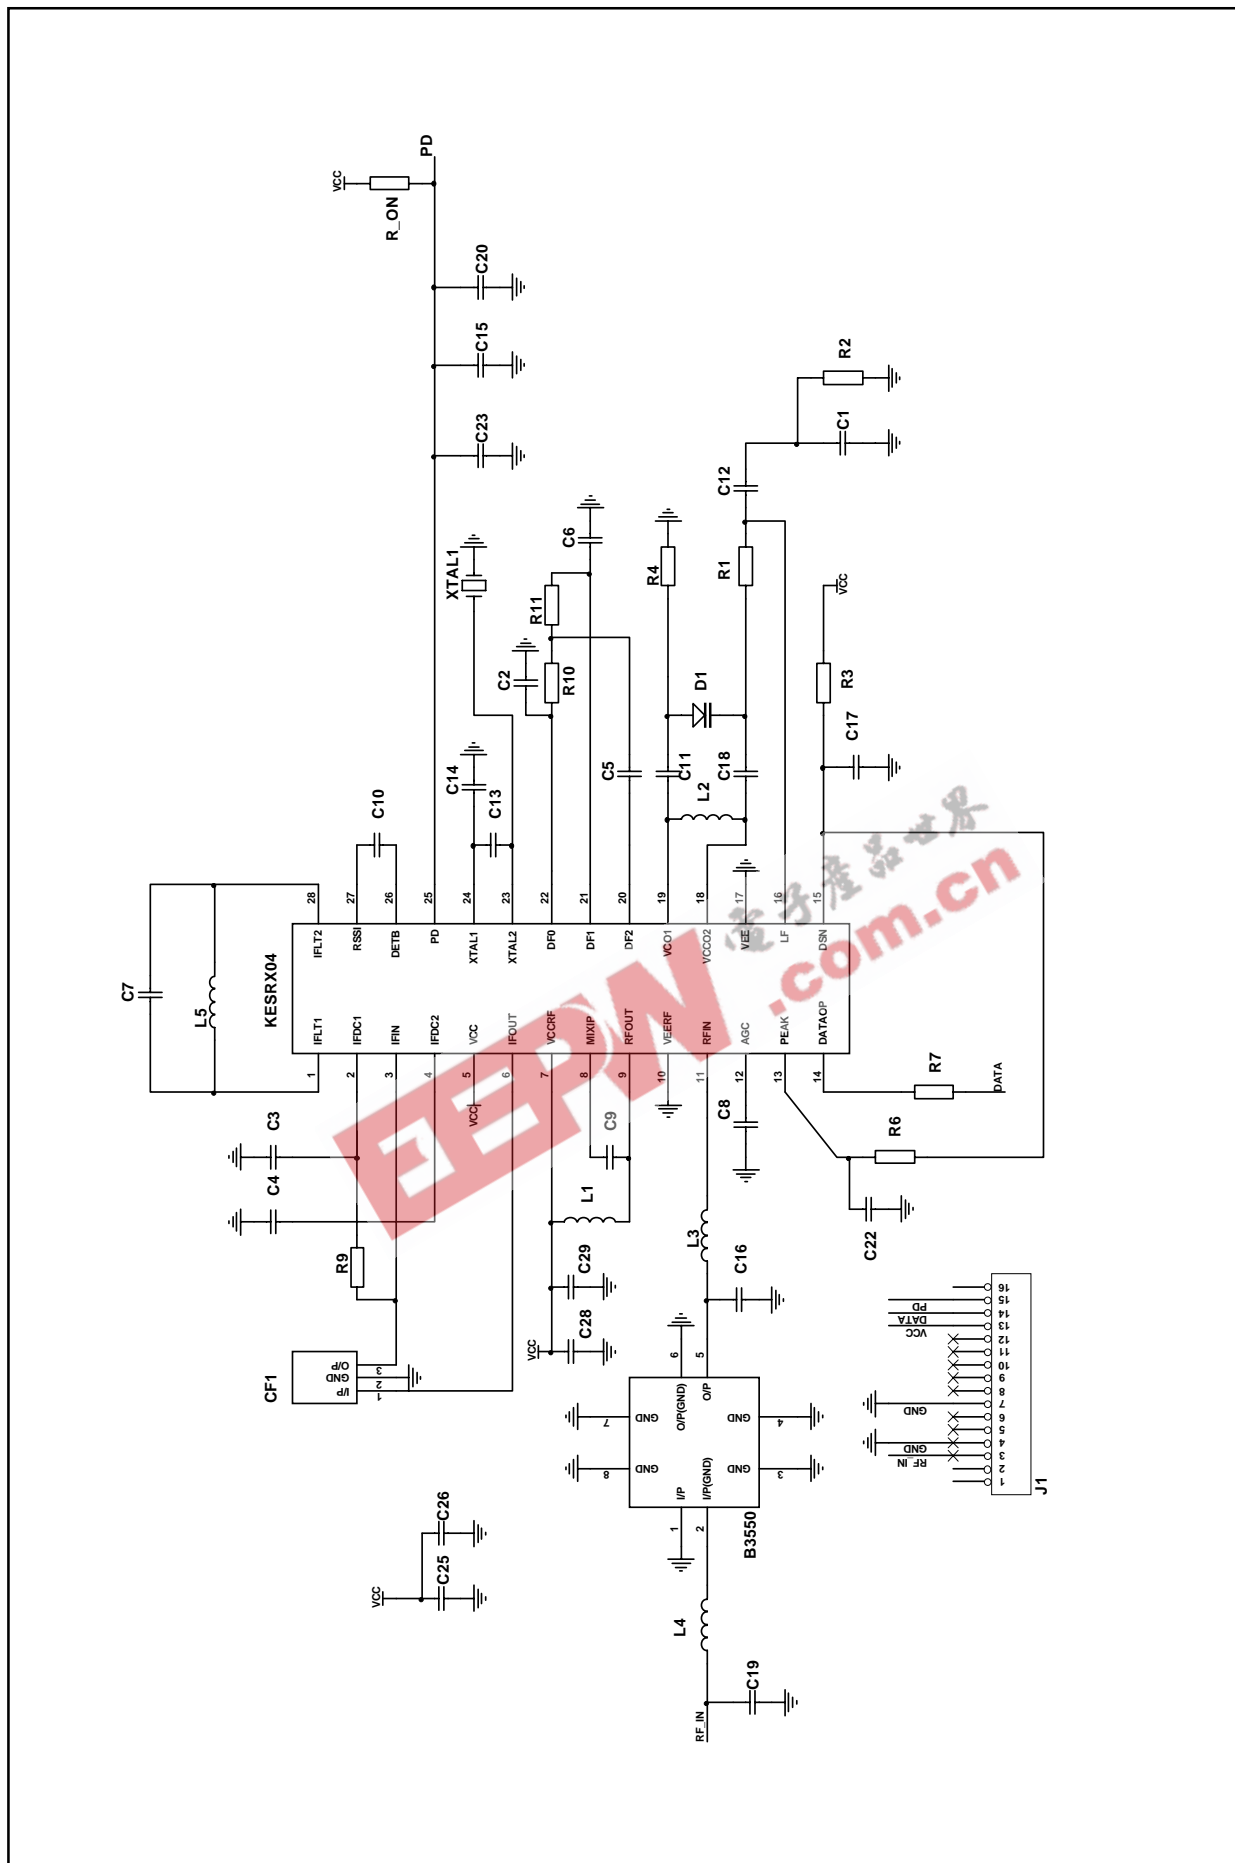 PD
VCC
R_ON
C20
C15
C23
R2
C1
C12
XTAL1
C6
R11
C2
R10
R4
R1
D1
VCC
R3
C17
C14
C13
C5
C11
C18
L2
C10
C7
L5
KESRX04
28 IFLT2
27 RSSI
26 DETB
25 PD
24 XTAL1
23 XTAL2
22 DF0
21 DF1
20 DF2
19 VCO1
18 VCCO2
17 VEE
16 LF
15 DSN
IFLT1 1
IFDC1 2
IFIN 3
IFDC2 4
VCC 5
IFOUT 6
VCCRF 7
MIXIP 8
RFOUT 9
VEERF 10
RFIN 11
AGC 12
PEAK 13
DATAOP 14
EEPW
.com.cn
電子產品世界
VCC
C3
C4
R9
C9
L1
C8
R7
DATA
R6
C22
L3
C16
C29
C28
VCC
CF1
O/P 3
GND 2
I/P 1
B3550
O/P(GND) 6
O/P 5
GND 7
GND 4
GND 8
GND 3
I/P 1
I/P(GND) 2
C26
C25
VCC
L4
C19
RF_IN
J1
16
15
14
13
12
11
10
9
8
7
6
5
4
3
2
1
PD
DATA
VCC
GND
GND
RF_IN